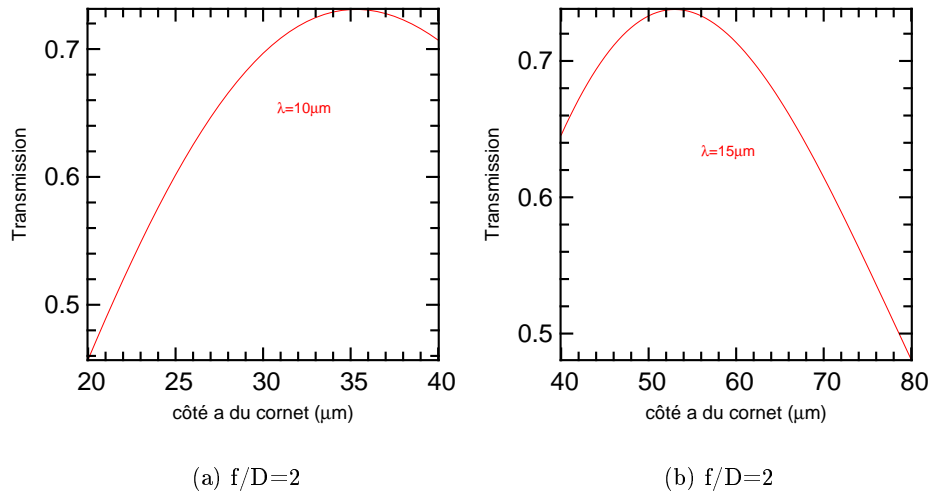 0.7
0.6
0.5
Transmission
λ=10μm
20 25 30 35 40
côté a du cornet (μm)
(a) f/D=2
0.7
0.6
0.5
Transmission
λ=15μm
40 50 60 70 80
côté a du cornet (μm)
(b) f/D=2